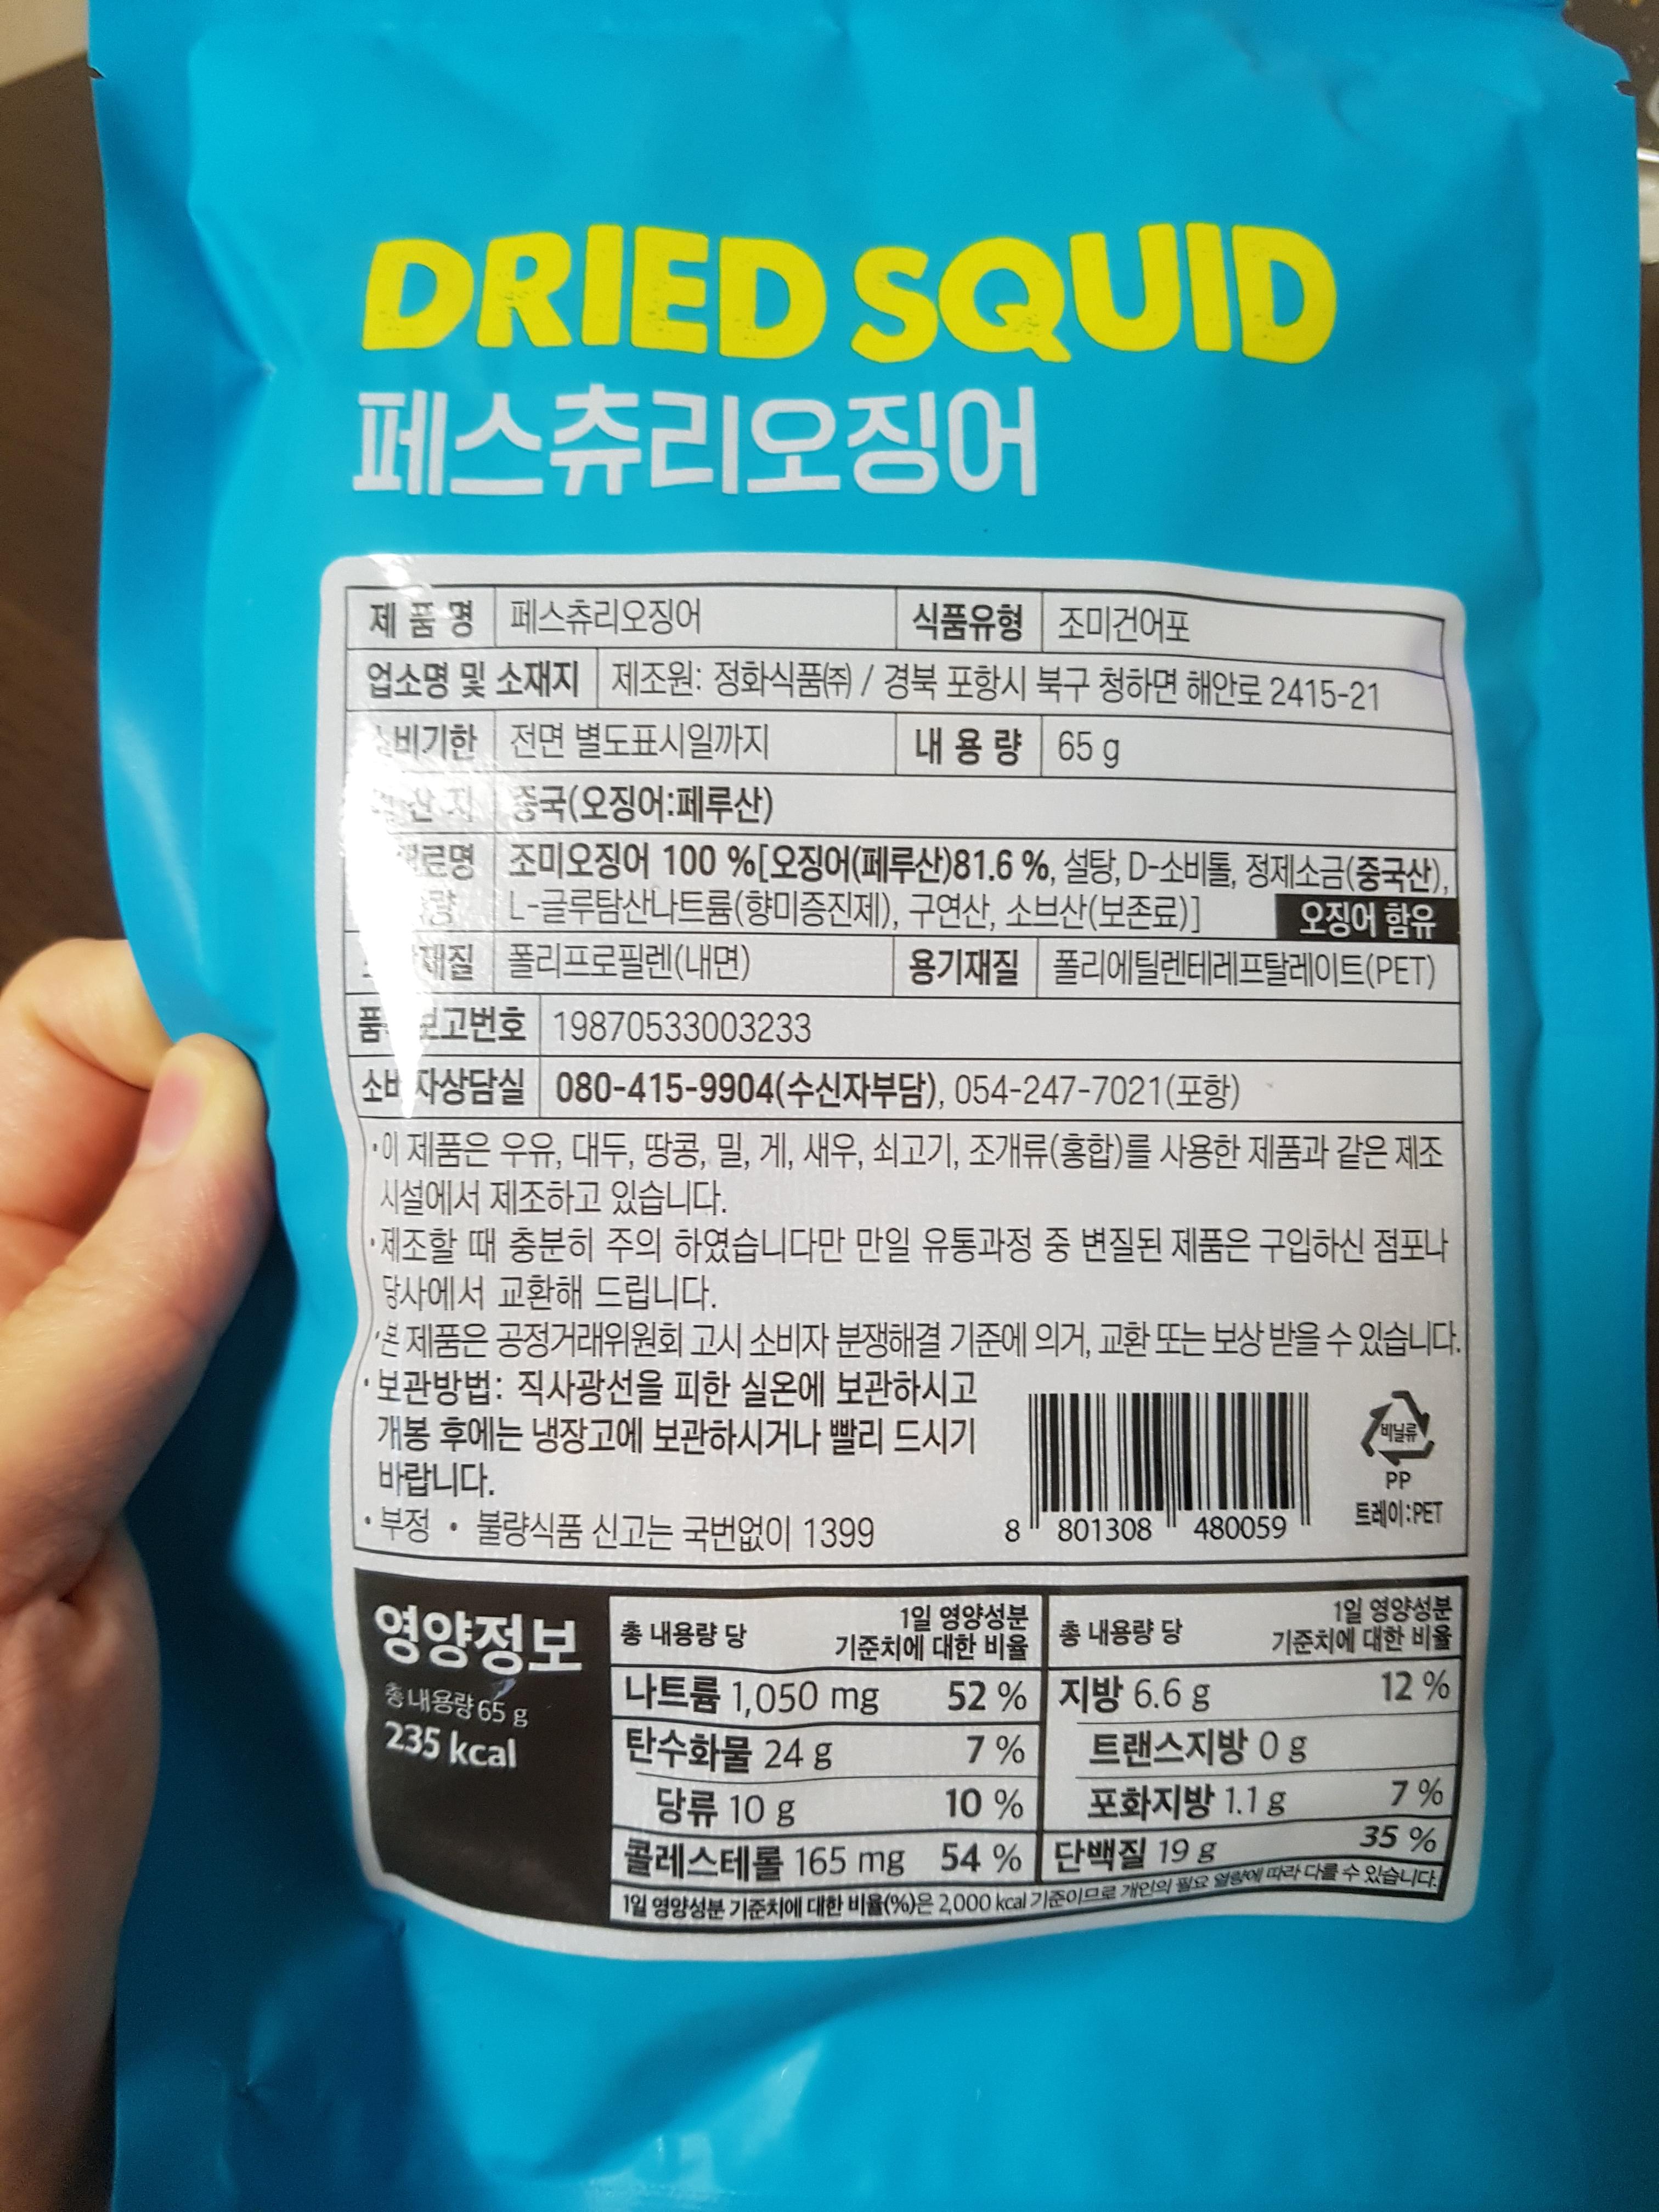 DRIED SQUID
페스츄리오징어
제 품 명 페스츄리오징어 식품유형 조미건어포
업소명 및 소재지 제조원: 정화식품㈜ / 경북 포항시 북구 청하면 해안로 2415-21
비기한 전면 별도표시일까지 내 용 량 65 g
산 지 중국(오징어:페루산)
료명 조미오징어 100 %[오징어(페루산)81.6 %, 설탕, D-소비톨, 정제소금(중국산),
량 L-글루탐산나트륨(향미증진제), 구연산, 소브산(보존료)] 오징어 함유
재질 폴리프로필렌(내면) 용기재질 폴리에틸렌테레프탈레이트(PET)
품 보고번호 19870533003233
소비자상담실 080-415-9904(수신자부담), 054-247-7021(포항)
·이 제품은 우유, 대두, 땅콩, 밀, 게, 새우, 쇠고기, 조개류(홍합)를 사용한 제품과 같은 제조
시설에서 제조하고 있습니다.
·제조할 때 충분히 주의 하였습니다만 만일 유통과정 중 변질된 제품은 구입하신 점포나
당사에서 교환해 드립니다.
·본 제품은 공정거래위원회 고시 소비자 분쟁해결 기준에 의거, 교환 또는 보상 받을 수 있습니다.
·보관방법: 직사광선을 피한 실온에 보관하시고
개봉 후에는 냉장고에 보관하시거나 빨리 드시기
바랍니다.
·부정 · 불량식품 신고는 국번없이 1399
8 801308 480059
비닐류
PP
트레이:PET
영양정보
총 내용량 65 g
235 kcal
총 내용량 당 1일 영양성분 기준치에 대한 비율
나트륨 1,050 mg 52 %
탄수화물 24 g 7 %
당류 10 g 10 %
콜레스테롤 165 mg 54 %
총 내용량 당 1일 영양성분 기준치에 대한 비율
지방 6.6 g 12 %
트랜스지방 0 g
포화지방 1.1 g 7 %
단백질 19 g 35 %
1일 영양성분 기준치에 대한 비율(%)은 2,000 kcal 기준이므로 개인의 필요 열량에 따라 다를 수 있습니다.